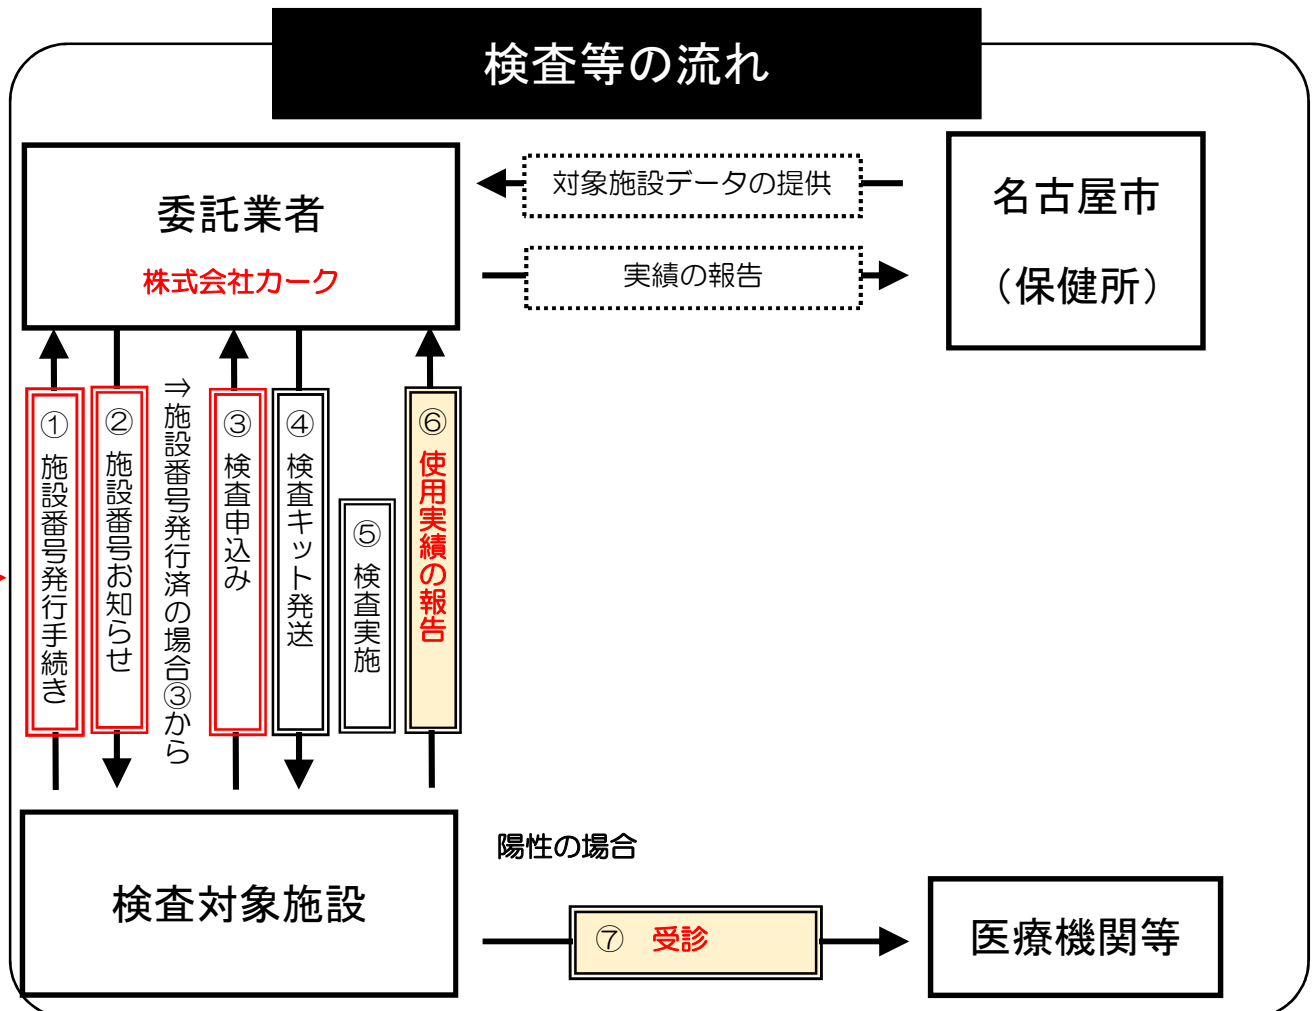 検査等の流れ
委託業者
株式会社カーク
対象施設データの提供
実績の報告
名古屋市
（保健所）
① 施設番号発行手続き
② 施設番号お知らせ
⇒施設番号発行済の場合③から
③ 検査申込み
④ 検査キット発送
⑤ 検査実施
⑥ 使用実績の報告
検査対象施設
陽性の場合
⑦ 受診
医療機関等